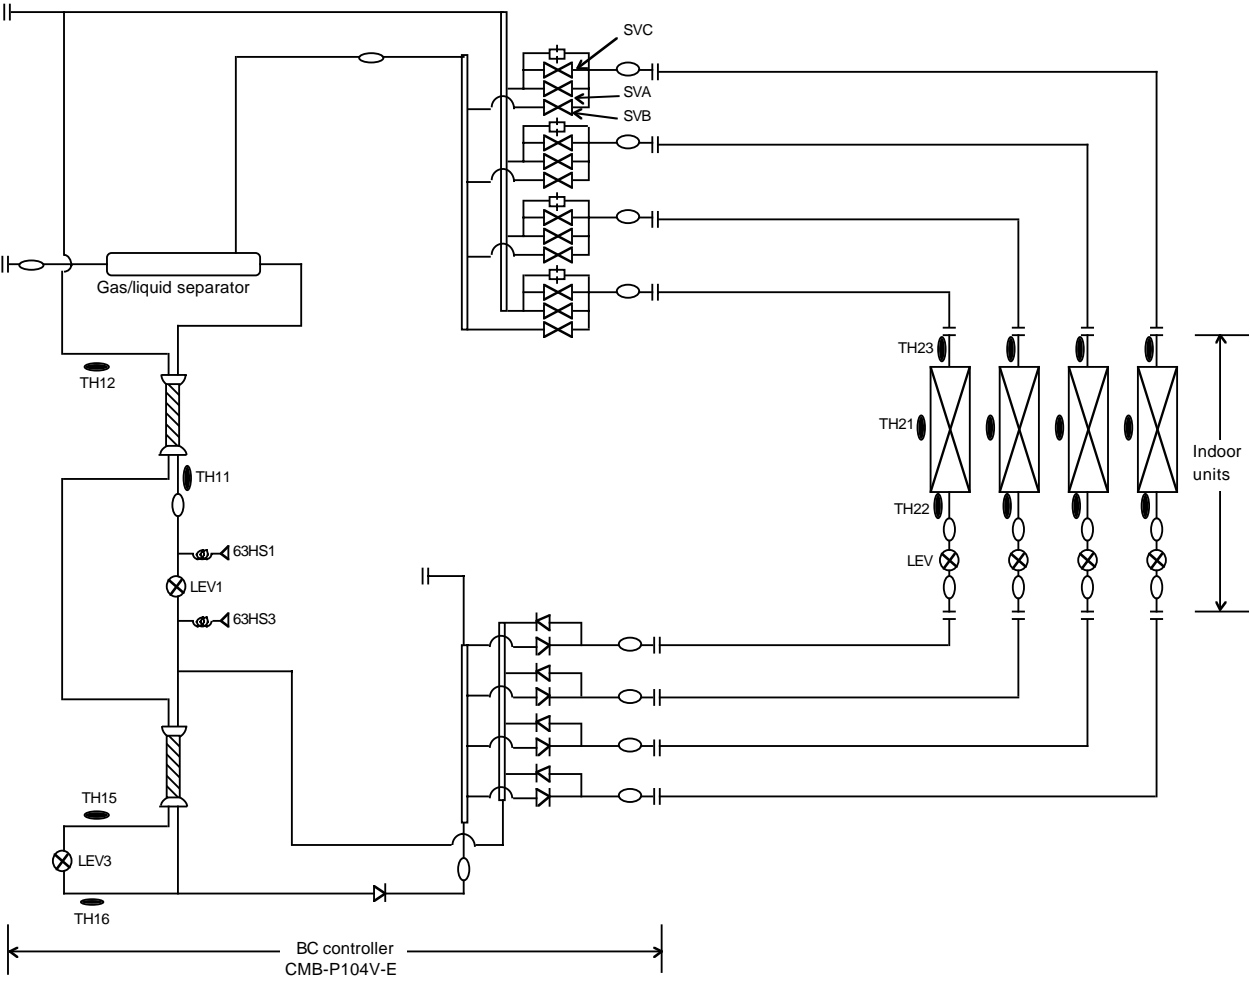 SVC
SVA
SVB
Gas/liquid separator
TH12
TH23
TH21
TH11
Indoor
units
TH22
63HS1
LEV
LEV1
63HS3
TH15
LEV3
TH16
BC controller
CMB-P104V-E